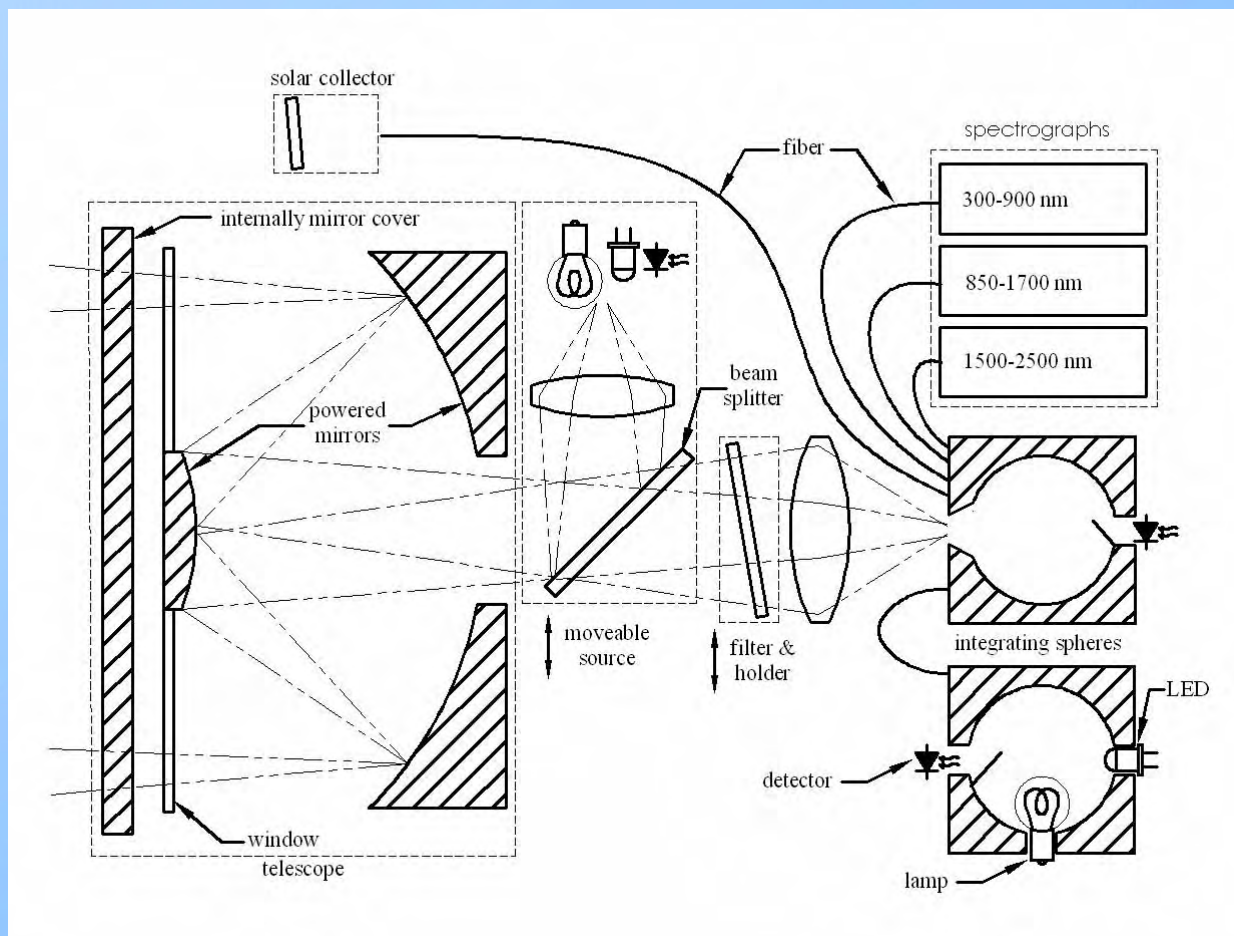 solar collector
spectrographs
fiber
300-900 nm
internally mirror cover
850-1700 nm
1500-2500 nm
beam
splitter
powered
mirrors
moveable
source
filter &
holder
integrating spheres
LED
detector
window
telescope
lamp